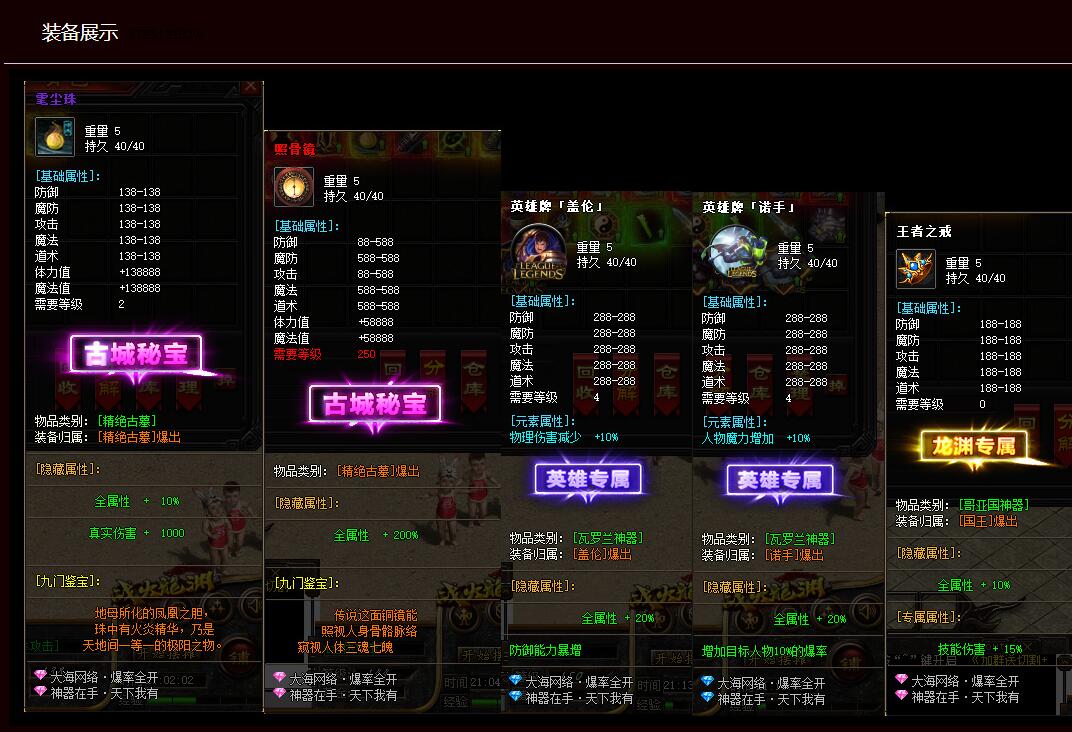 装备展示
雮尘珠
重量 5
持久 40/40
[基础属性]:
防御 138-138
魔防 138-138
攻击 138-138
魔法 138-138
道术 138-138
体力值 +138888
魔法值 +138888
需要等级 2
古城秘宝
物品类别: [精绝古墓]
装备归属: [精绝古墓]爆出
[隐藏属性]:
全属性 + 10%
真实伤害 + 1000
[九门鉴宝]:
地母所化的凤凰之胆,
珠中有火炎精华, 乃是
天地间一等一的极阳之物。
大海网络·爆率全开
神器在手·天下我有
照骨镜
重量 5
持久 40/40
[基础属性]:
防御 88-588
魔防 588-588
攻击 88-588
魔法 588-588
道术 588-588
体力值 +58888
魔法值 +58888
需要等级 250
古城秘宝
物品类别: [精绝古墓]爆出
[隐藏属性]:
全属性 + 200%
[九门鉴宝]:
传说这面铜镜能
照视人身骨骼脉络
窥视人体三魂七魄
大海网络·爆率全开
神器在手·天下我有
英雄牌「盖伦」
LEAGUE OF LEGENDS
重量 5
持久 40/40
[基础属性]:
防御 288-288
魔防 288-288
攻击 288-288
魔法 288-288
道术 288-288
需要等级 4
[元素属性]:
物理伤害减少 +10%
英雄专属
物品类别: [瓦罗兰神器]
装备归属: [盖伦]爆出
[隐藏属性]:
全属性 + 20%
防御能力暴增
大海网络·爆率全开
神器在手·天下我有
英雄牌「诺手」
LEAGUE OF LEGENDS
重量 5
持久 40/40
[基础属性]:
防御 288-288
魔防 288-288
攻击 288-288
魔法 288-288
道术 288-288
需要等级 4
[元素属性]:
人物魔力增加 +10%
英雄专属
物品类别: [瓦罗兰神器]
装备归属: [诺手]爆出
[隐藏属性]:
全属性 + 20%
增加目标人物10%的爆率
大海网络·爆率全开
神器在手·天下我有
王者之戒
重量 5
持久 40/40
[基础属性]:
防御 188-188
魔防 188-188
攻击 188-188
魔法 188-188
道术 188-188
需要等级 0
龙渊专属
物品类别: [哥亚国神器]
装备归属: [国王]爆出
[隐藏属性]:
全属性 + 10%
[专属属性]:
技能伤害 + 15%
大海网络·爆率全开
神器在手·天下我有